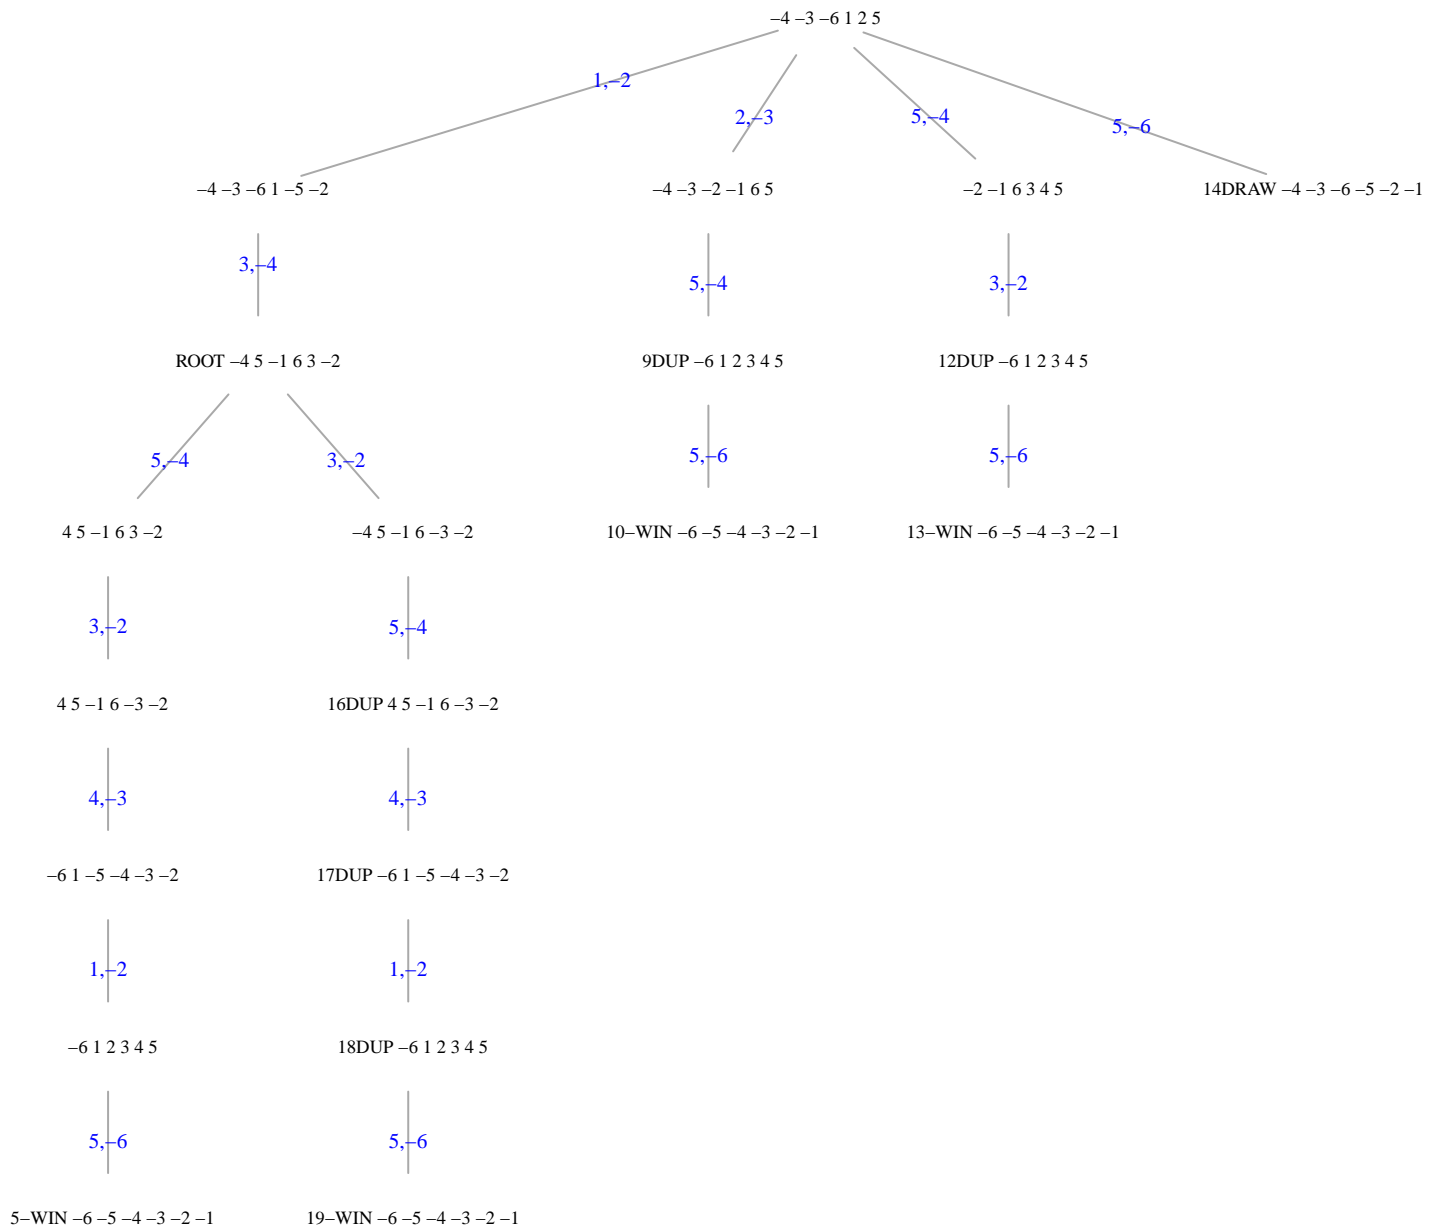 –4 –3 –6 1 2 5
1,–2
2,–3
5,–4
5,–6
–4 –3 –6 1 –5 –2
–4 –3 –2 –1 6 5
–2 –1 6 3 4 5
14DRAW –4 –3 –6 –5 –2 –1
3,–4
5,–4
3,–2
ROOT –4 5 –1 6 3 –2
9DUP –6 1 2 3 4 5
12DUP –6 1 2 3 4 5
5,–4
3,–2
5,–6
5,–6
4 5 –1 6 3 –2
–4 5 –1 6 –3 –2
10–WIN –6 –5 –4 –3 –2 –1
13–WIN –6 –5 –4 –3 –2 –1
3,–2
5,–4
4 5 –1 6 –3 –2
16DUP 4 5 –1 6 –3 –2
4,–3
4,–3
–6 1 –5 –4 –3 –2
17DUP –6 1 –5 –4 –3 –2
1,–2
1,–2
–6 1 2 3 4 5
18DUP –6 1 2 3 4 5
5,–6
5,–6
5–WIN –6 –5 –4 –3 –2 –1
19–WIN –6 –5 –4 –3 –2 –1